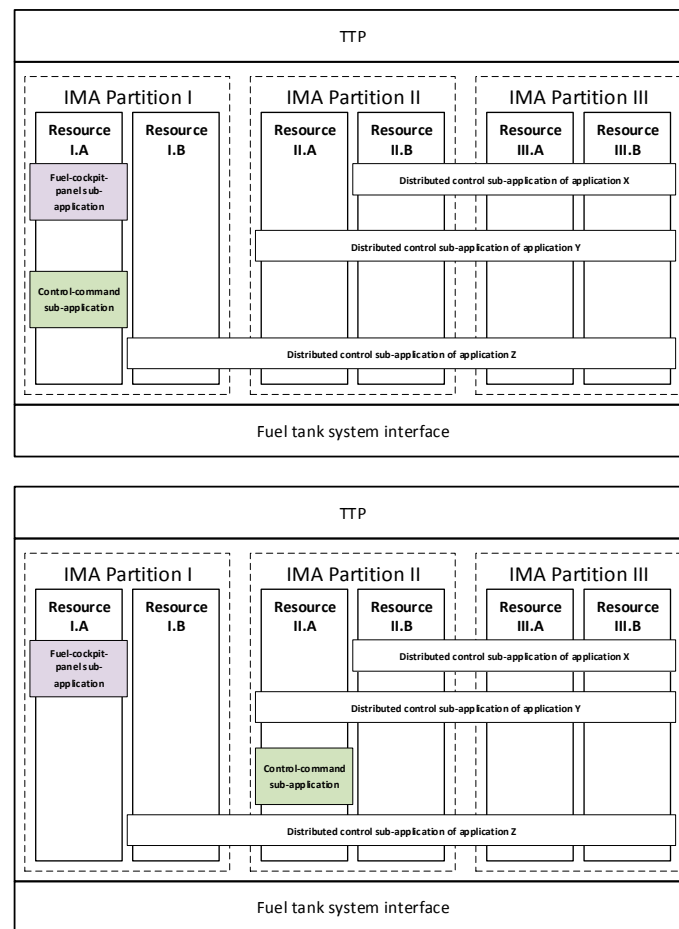 TTP
IMA Partition I
IMA Partition II
IMA Partition III
Resource
I.A
Resource
I.B
Resource
II.A
Resource
II.B
Resource
III.A
Resource
III.B
Fuel-cockpit-
panel sub-
application
Distributed control sub-application of application X
Distributed control sub-application of application Y
Control-command
sub-application
Distributed control sub-application of application Z
Fuel tank system interface
TTP
IMA Partition I
IMA Partition II
IMA Partition III
Resource
I.A
Resource
I.B
Resource
II.A
Resource
II.B
Resource
III.A
Resource
III.B
Fuel-cockpit-
panel sub-
application
Distributed control sub-application of application X
Distributed control sub-application of application Y
Control-command
sub-application
Distributed control sub-application of application Z
Fuel tank system interface